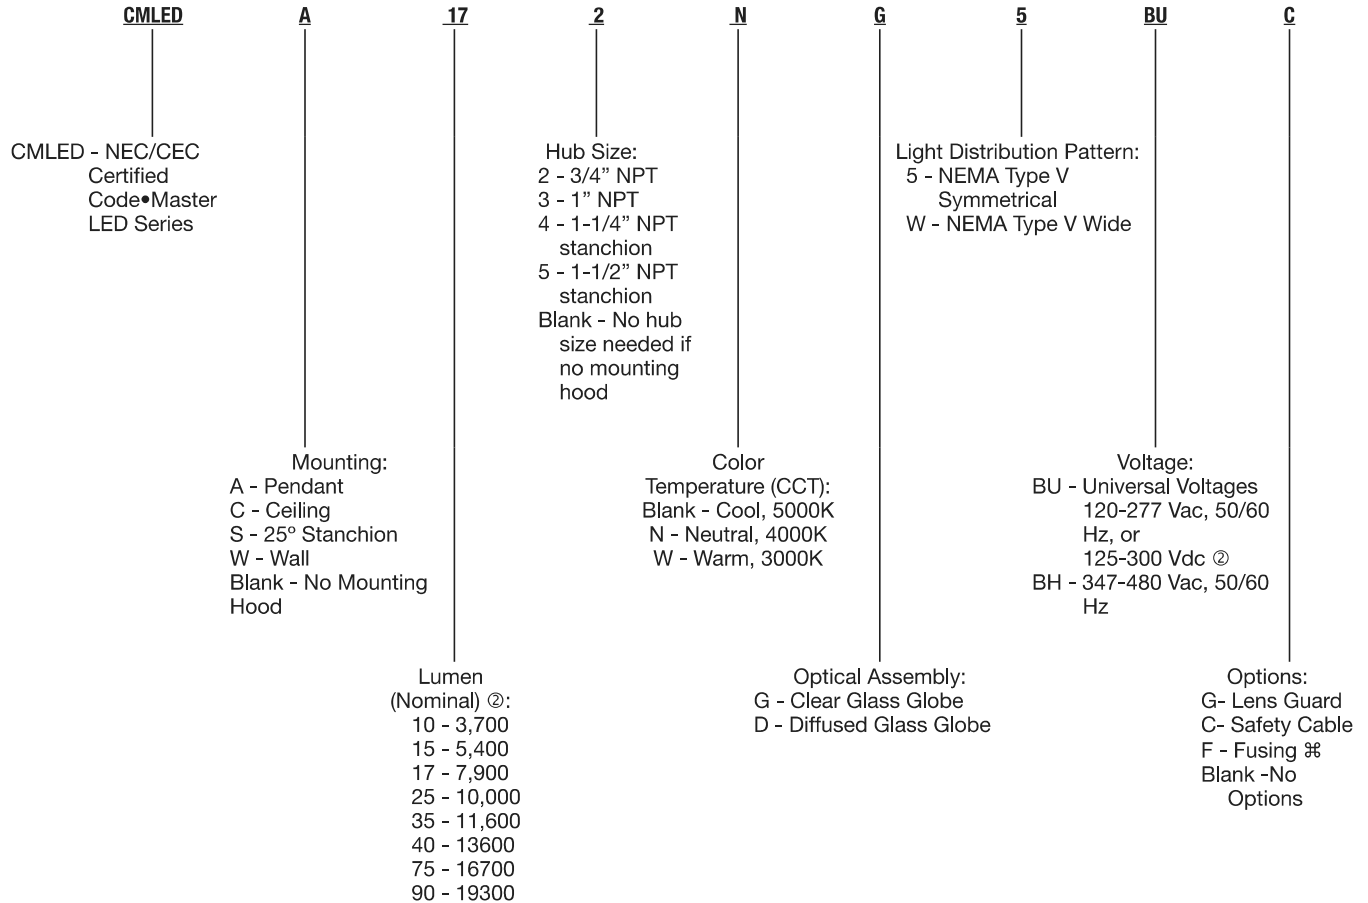 CMLED A 17 2 N G 5 BU C
CMLED - NEC/CEC
Certified
Code•Master
LED Series
Hub Size:
2 - 3/4” NPT
3 - 1” NPT
4 - 1-1/4” NPT
stanchion
5 - 1-1/2” NPT
stanchion
Blank - No hub
size needed if
no mounting
hood
Light Distribution Pattern:
5 - NEMA Type V
Symmetrical
W - NEMA Type V Wide
Mounting:
A - Pendant
C - Ceiling
S - 25º Stanchion
W - Wall
Blank - No Mounting
Hood
Color
Temperature (CCT):
Blank - Cool, 5000K
N - Neutral, 4000K
W - Warm, 3000K
Voltage:
BU - Universal Voltages
120-277 Vac, 50/60
Hz, or
125-300 Vdc ②
BH - 347-480 Vac, 50/60
Hz
Lumen
(Nominal) ②:
10 - 3,700
15 - 5,400
17 - 7,900
25 - 10,000
35 - 11,600
40 - 13600
75 - 16700
90 - 19300
Optical Assembly:
G - Clear Glass Globe
D - Diffused Glass Globe
Options:
G- Lens Guard
C- Safety Cable
F - Fusing ⌘
Blank -No
Options